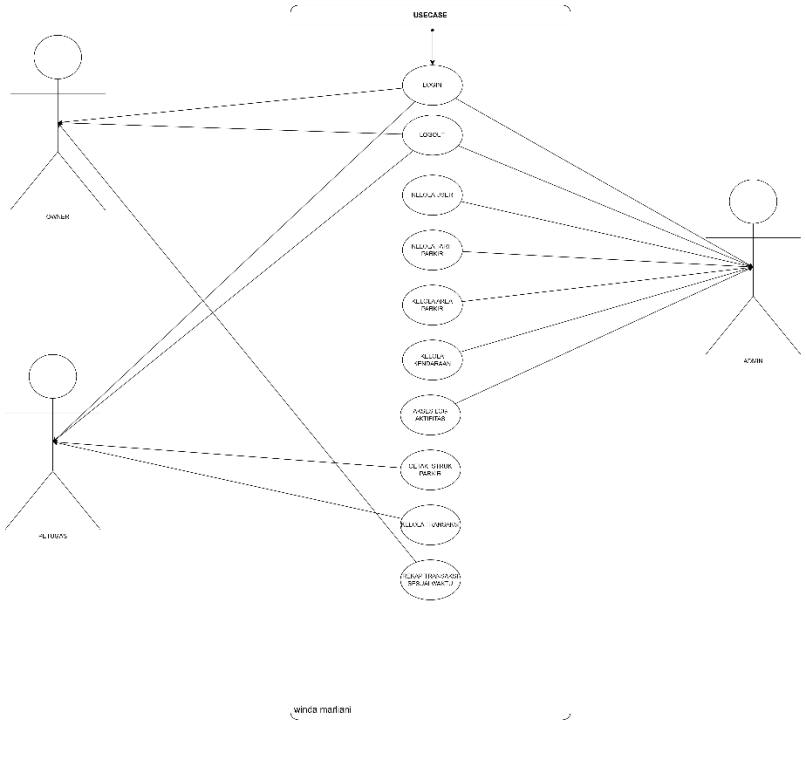 USECASE
LOGIN
LOGOUT
OWNER
KELOLA USER
KELOLA TARIF
PARKIR
KELOLA AREA
PARKIR
KELOLA
KENDARAAN
ADMIN
AKSES LOG
AKTIFITAS
CETAK STRUK
PARKIR
KELOLA TRANSAKSI
PETUGAS
REKAP TRANSAKSI
SESUAI WAKTU
winda marliani